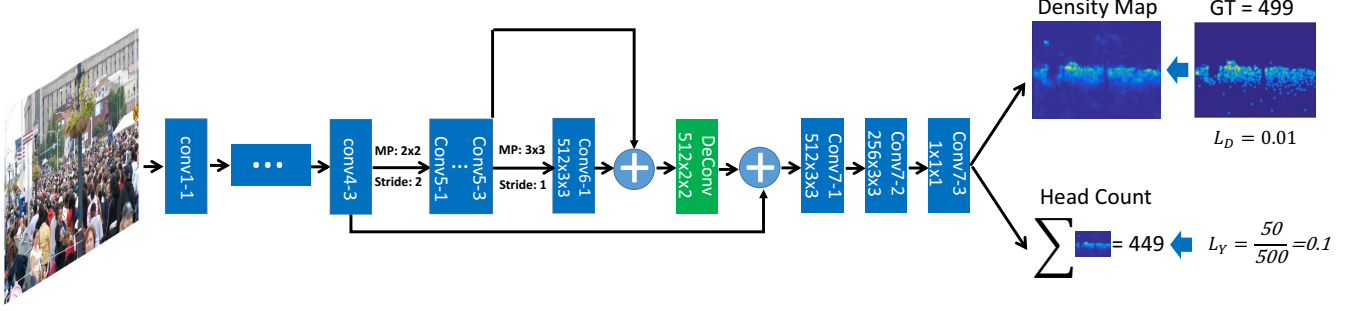 Density Map
GT = 499
conv1-1
...
conv4-3
MP: 2x2
Stride: 2
Conv5-1
...
Conv5-3
MP: 3x3
Stride: 1
Conv6-1
512x3x3
+
DeConv
512x2x2
+
Conv7-1
512x3x3
Conv7-2
256x3x3
Conv7-3
1x1x1
L_D = 0.01
Head Count
∑ = 449
L_Y = 50/500 =0.1